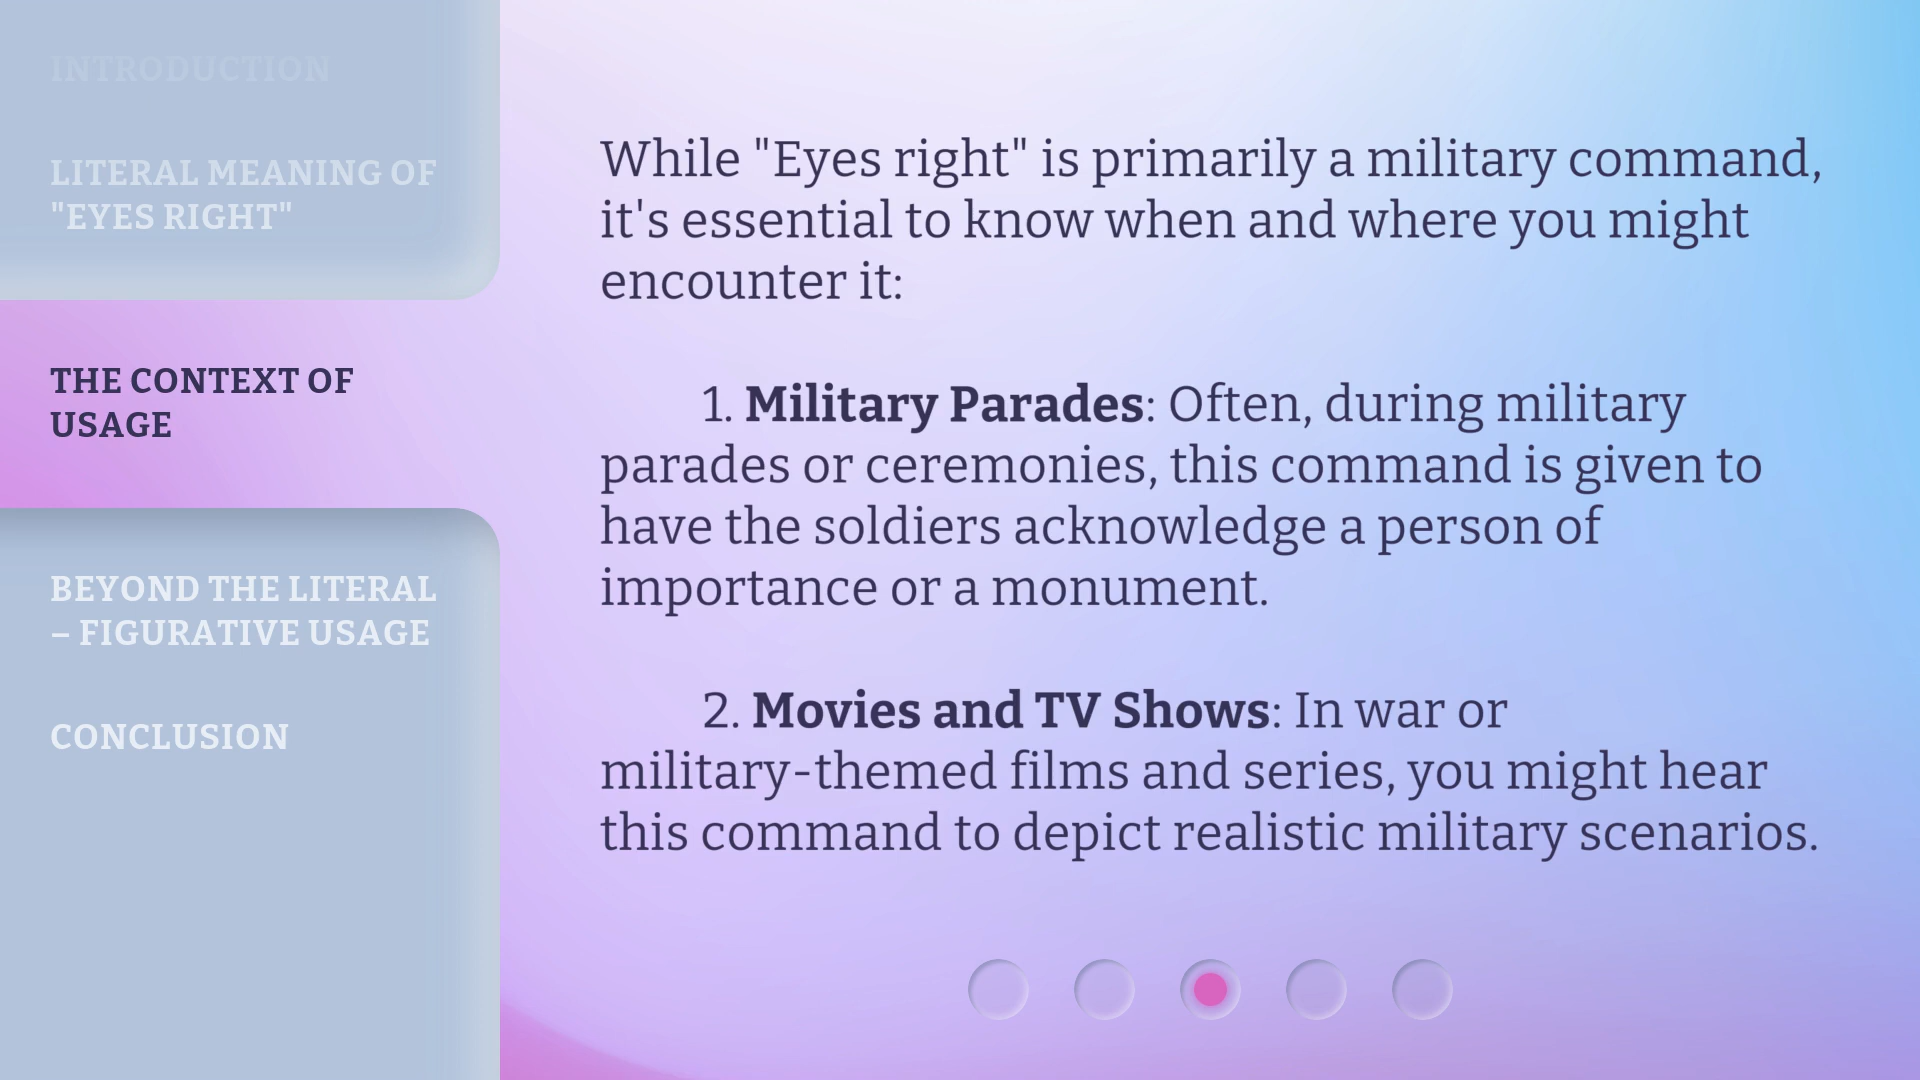 INTRODUCTION
LITERAL MEANING OF
"EYES RIGHT"
THE CONTEXT OF
USAGE
BEYOND THE LITERAL
– FIGURATIVE USAGE
CONCLUSION
While "Eyes right" is primarily a military command,
it's essential to know when and where you might
encounter it:
1. Military Parades: Often, during military
parades or ceremonies, this command is given to
have the soldiers acknowledge a person of
importance or a monument.
2. Movies and TV Shows: In war or
military-themed films and series, you might hear
this command to depict realistic military scenarios.